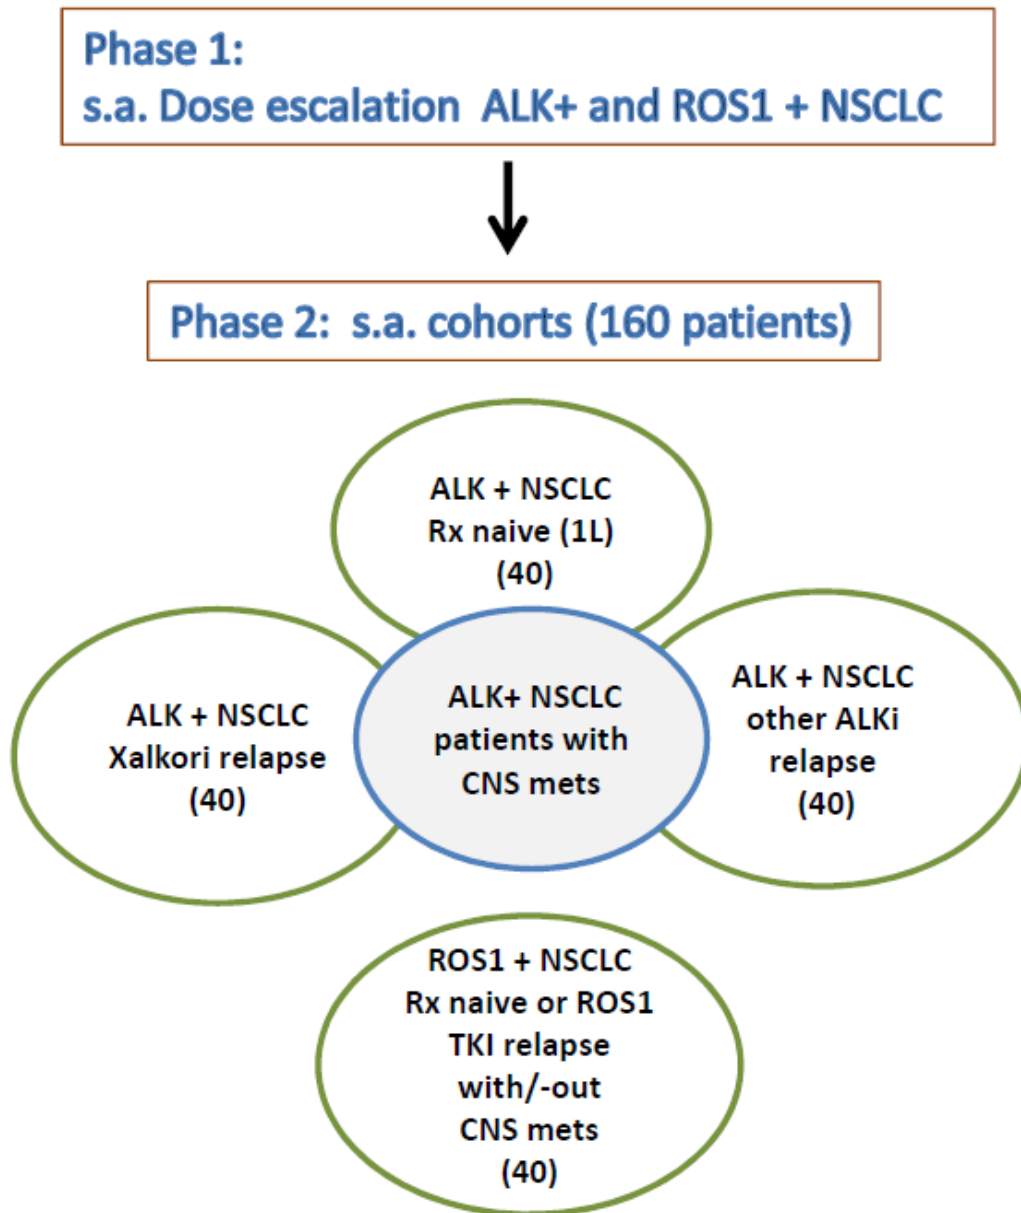 Phase 1:
s.a. Dose escalation ALK+ and ROS1 + NSCLC
Phase 2: s.a. cohorts (160 patients)
ALK + NSCLC
Rx naive (1L)
(40)
ALK + NSCLC
Xalkori relapse
(40)
ALK+ NSCLC
patients with
CNS mets
ALK + NSCLC
other ALKi
relapse
(40)
ROS1 + NSCLC
Rx naive or ROS1
TKI relapse
with/-out
CNS mets
(40)